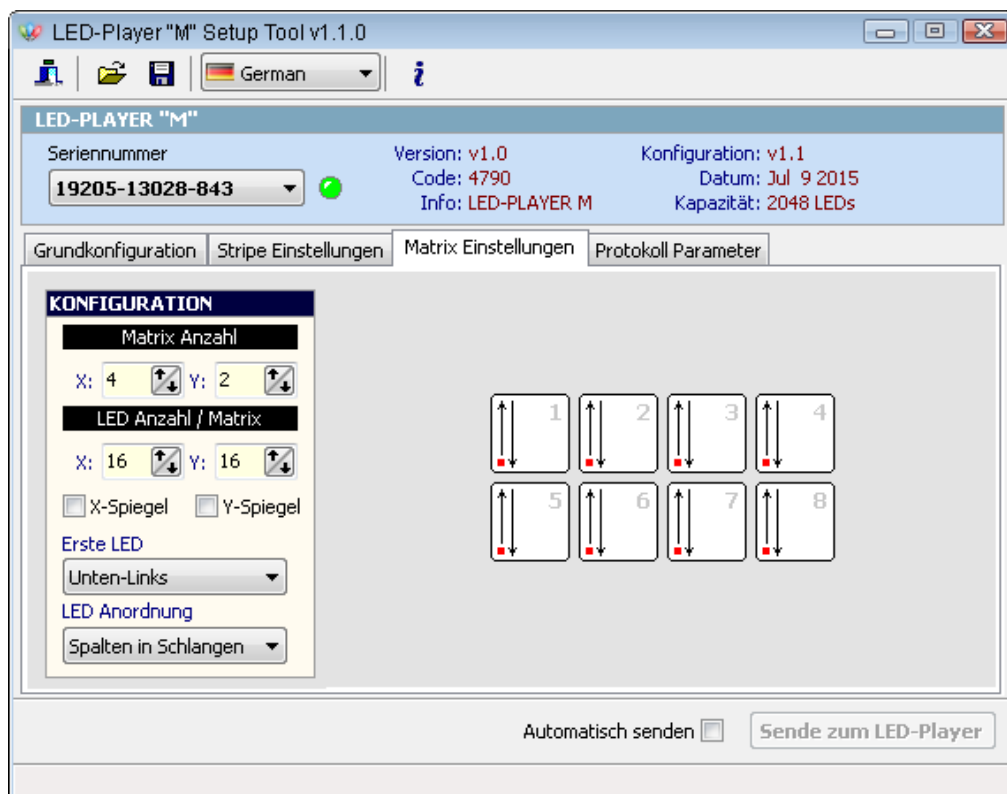 LED-Player "M" Setup Tool v1.1.0
German
i
LED-PLAYER "M"
Seriennummer
19205-13028-843
Version: v1.0
Code: 4790
Info: LED-PLAYER M
Konfiguration: v1.1
Datum: Jul 9 2015
Kapazität: 2048 LEDs
Grundkonfiguration
Stripe Einstellungen
Matrix Einstellungen
Protokoll Parameter
KONFIGURATION
Matrix Anzahl
X: 4 Y: 2
LED Anzahl / Matrix
X: 16 Y: 16
X-Spiegel Y-Spiegel
Erste LED
Unten-Links
LED Anordnung
Spalten in Schlangen
1 2 3 4
5 6 7 8
Automatisch senden
Sende zum LED-Player